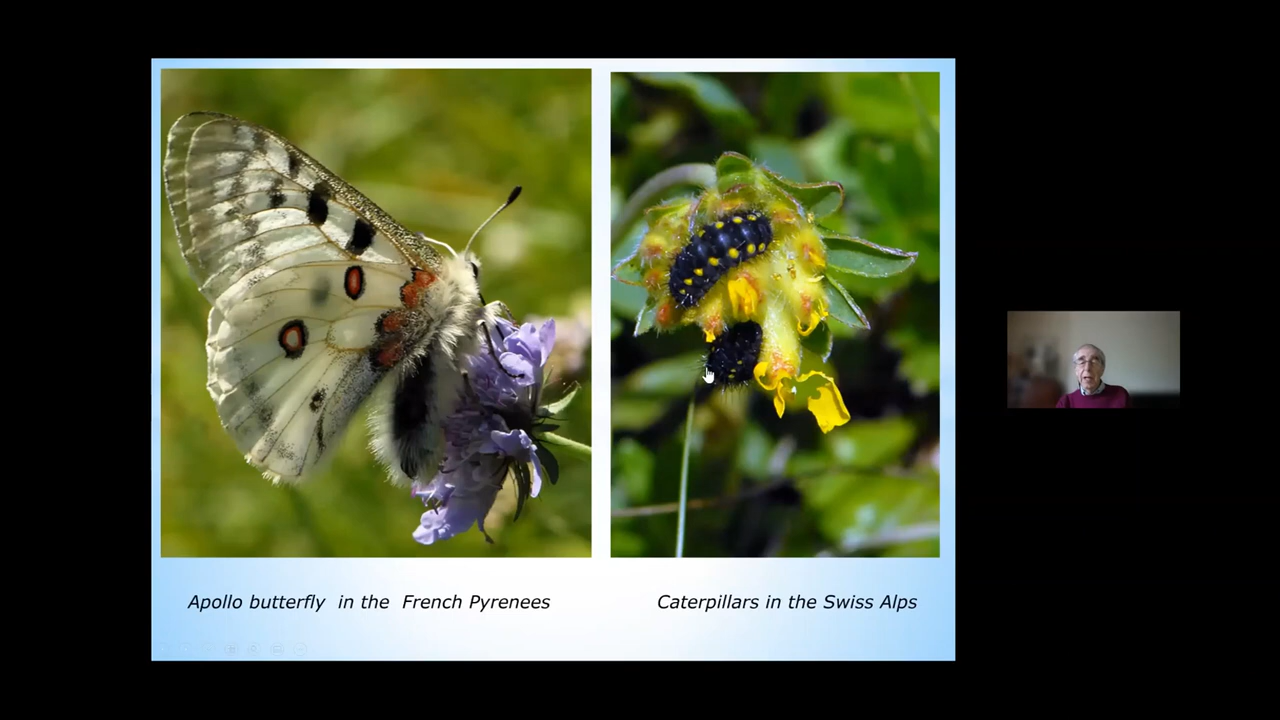 Apollo butterfly in the French Pyrenees
Caterpillars in the Swiss Alps